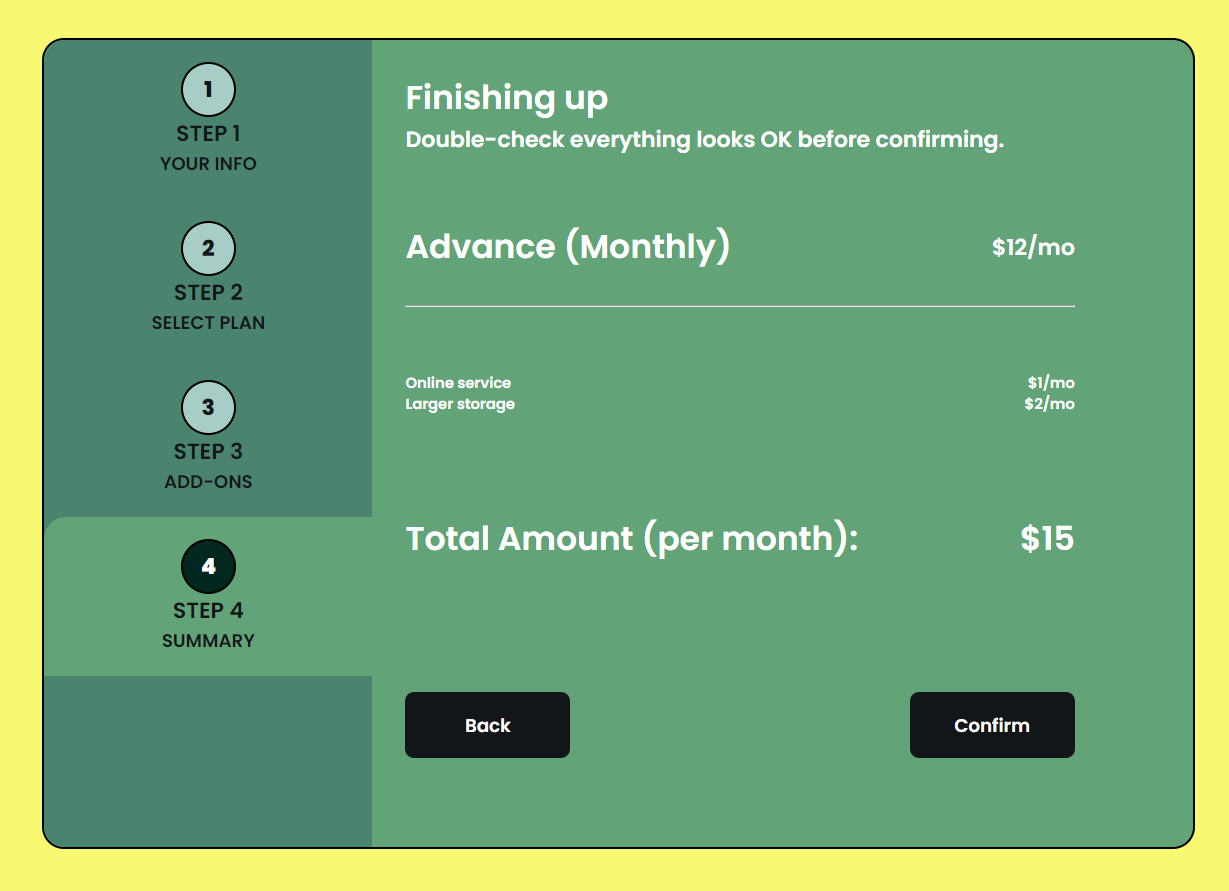 1
STEP 1
YOUR INFO
2
STEP 2
SELECT PLAN
3
STEP 3
ADD-ONS
4
STEP 4
SUMMARY
Finishing up
Double-check everything looks OK before confirming.
Advance (Monthly) $12/mo
Online service $1/mo
Larger storage $2/mo
Total Amount (per month): $15
Back Confirm